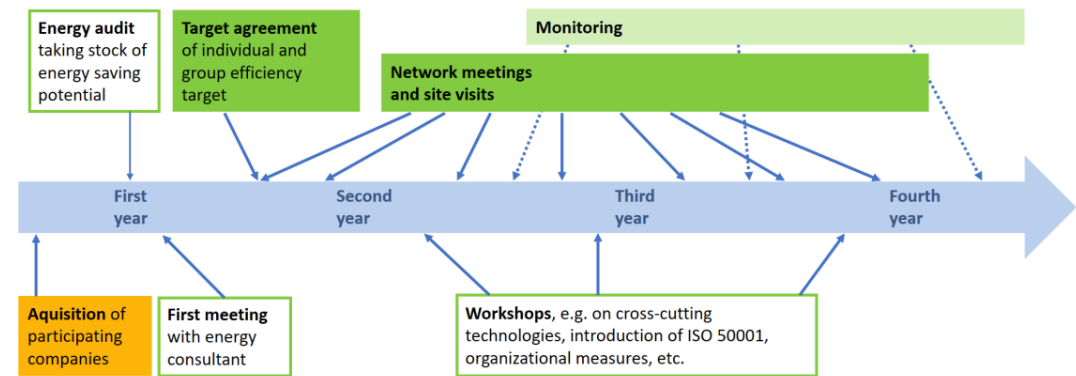 Energy audit
taking stock of
energy saving
potential
Target agreement
of individual and
group efficiency
target
Monitoring
Network meetings
and site visits
First
year
Second
year
Third
year
Fourth
year
Aquisition of
participating
companies
First meeting
with energy
consultant
Workshops, e.g. on cross-cutting
technologies, introduction of ISO 50001,
organizational measures, etc.